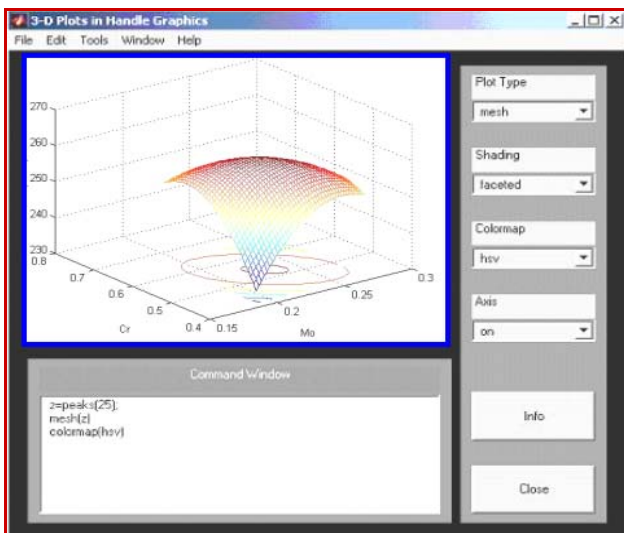 3-D Plots in Handle Graphics
File Edit Tools Window Help
270
260
250
240
230
0.8
0.7
0.6
0.5
0.4
Cr
0.15
0.2
0.25
0.3
Mo
Plot Type
mesh
Shading
faceted
Colormap
hsv
Axis
on
Info
Close
Command Window
z=peaks(25);
mesh(z)
colormap(hsv)